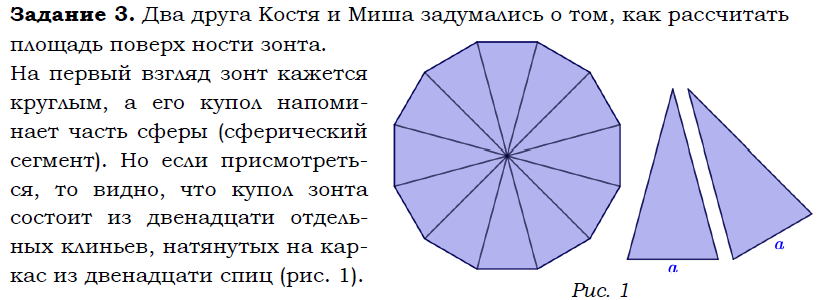 Задание 3. Два друга Костя и Миша задумались о том, как рассчитать
площадь поверх ности зонта.
На первый взгляд зонт кажется
круглым, а его купол напоми-
нает часть сферы (сферический
сегмент). Но если присмотреть-
ся, то видно, что купол зонта
состоит из двенадцати отдель-
ных клиньев, натянутых на кар-
кас из двенадцати спиц (рис. 1).
a
a
Рис. 1